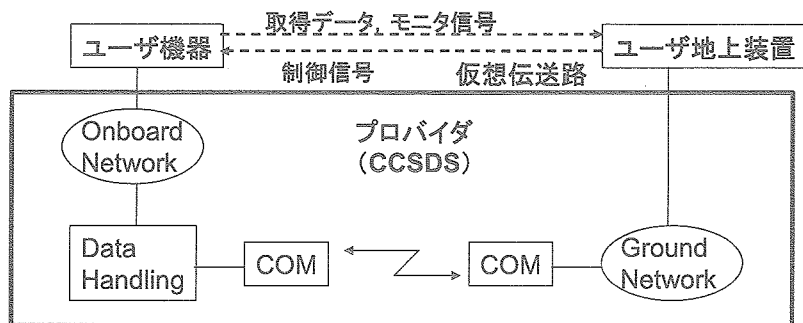 取得データ, モニタ信号
ユーザ機器
ユーザ地上装置
制御信号
仮想伝送路
Onboard
Network
プロバイダ
(CCSDS)
Data
Handling
COM
COM
Ground
Network